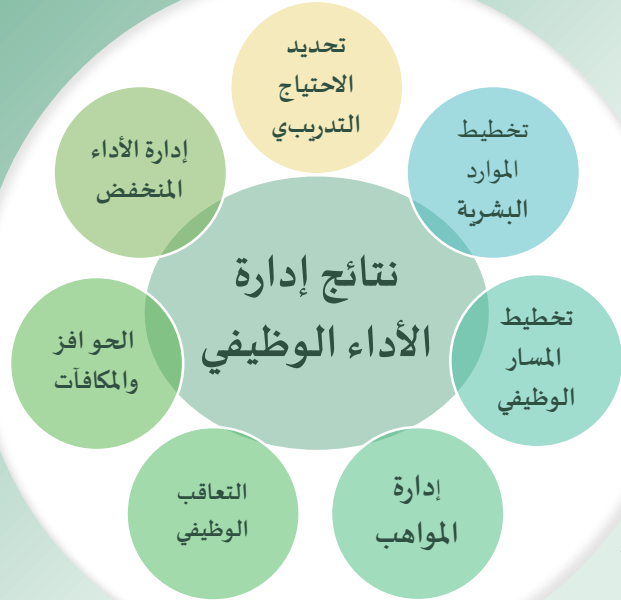 نتائج إدارة
الأداء الوظيفي
تحديد
الاحتياج
التدريبي
تخطيط
الموارد
البشرية
تخطيط
المسار
الوظيفي
إدارة
المواهب
التعاقب
الوظيفي
الحوافز
والمكافآت
إدارة الأداء
المنخفض